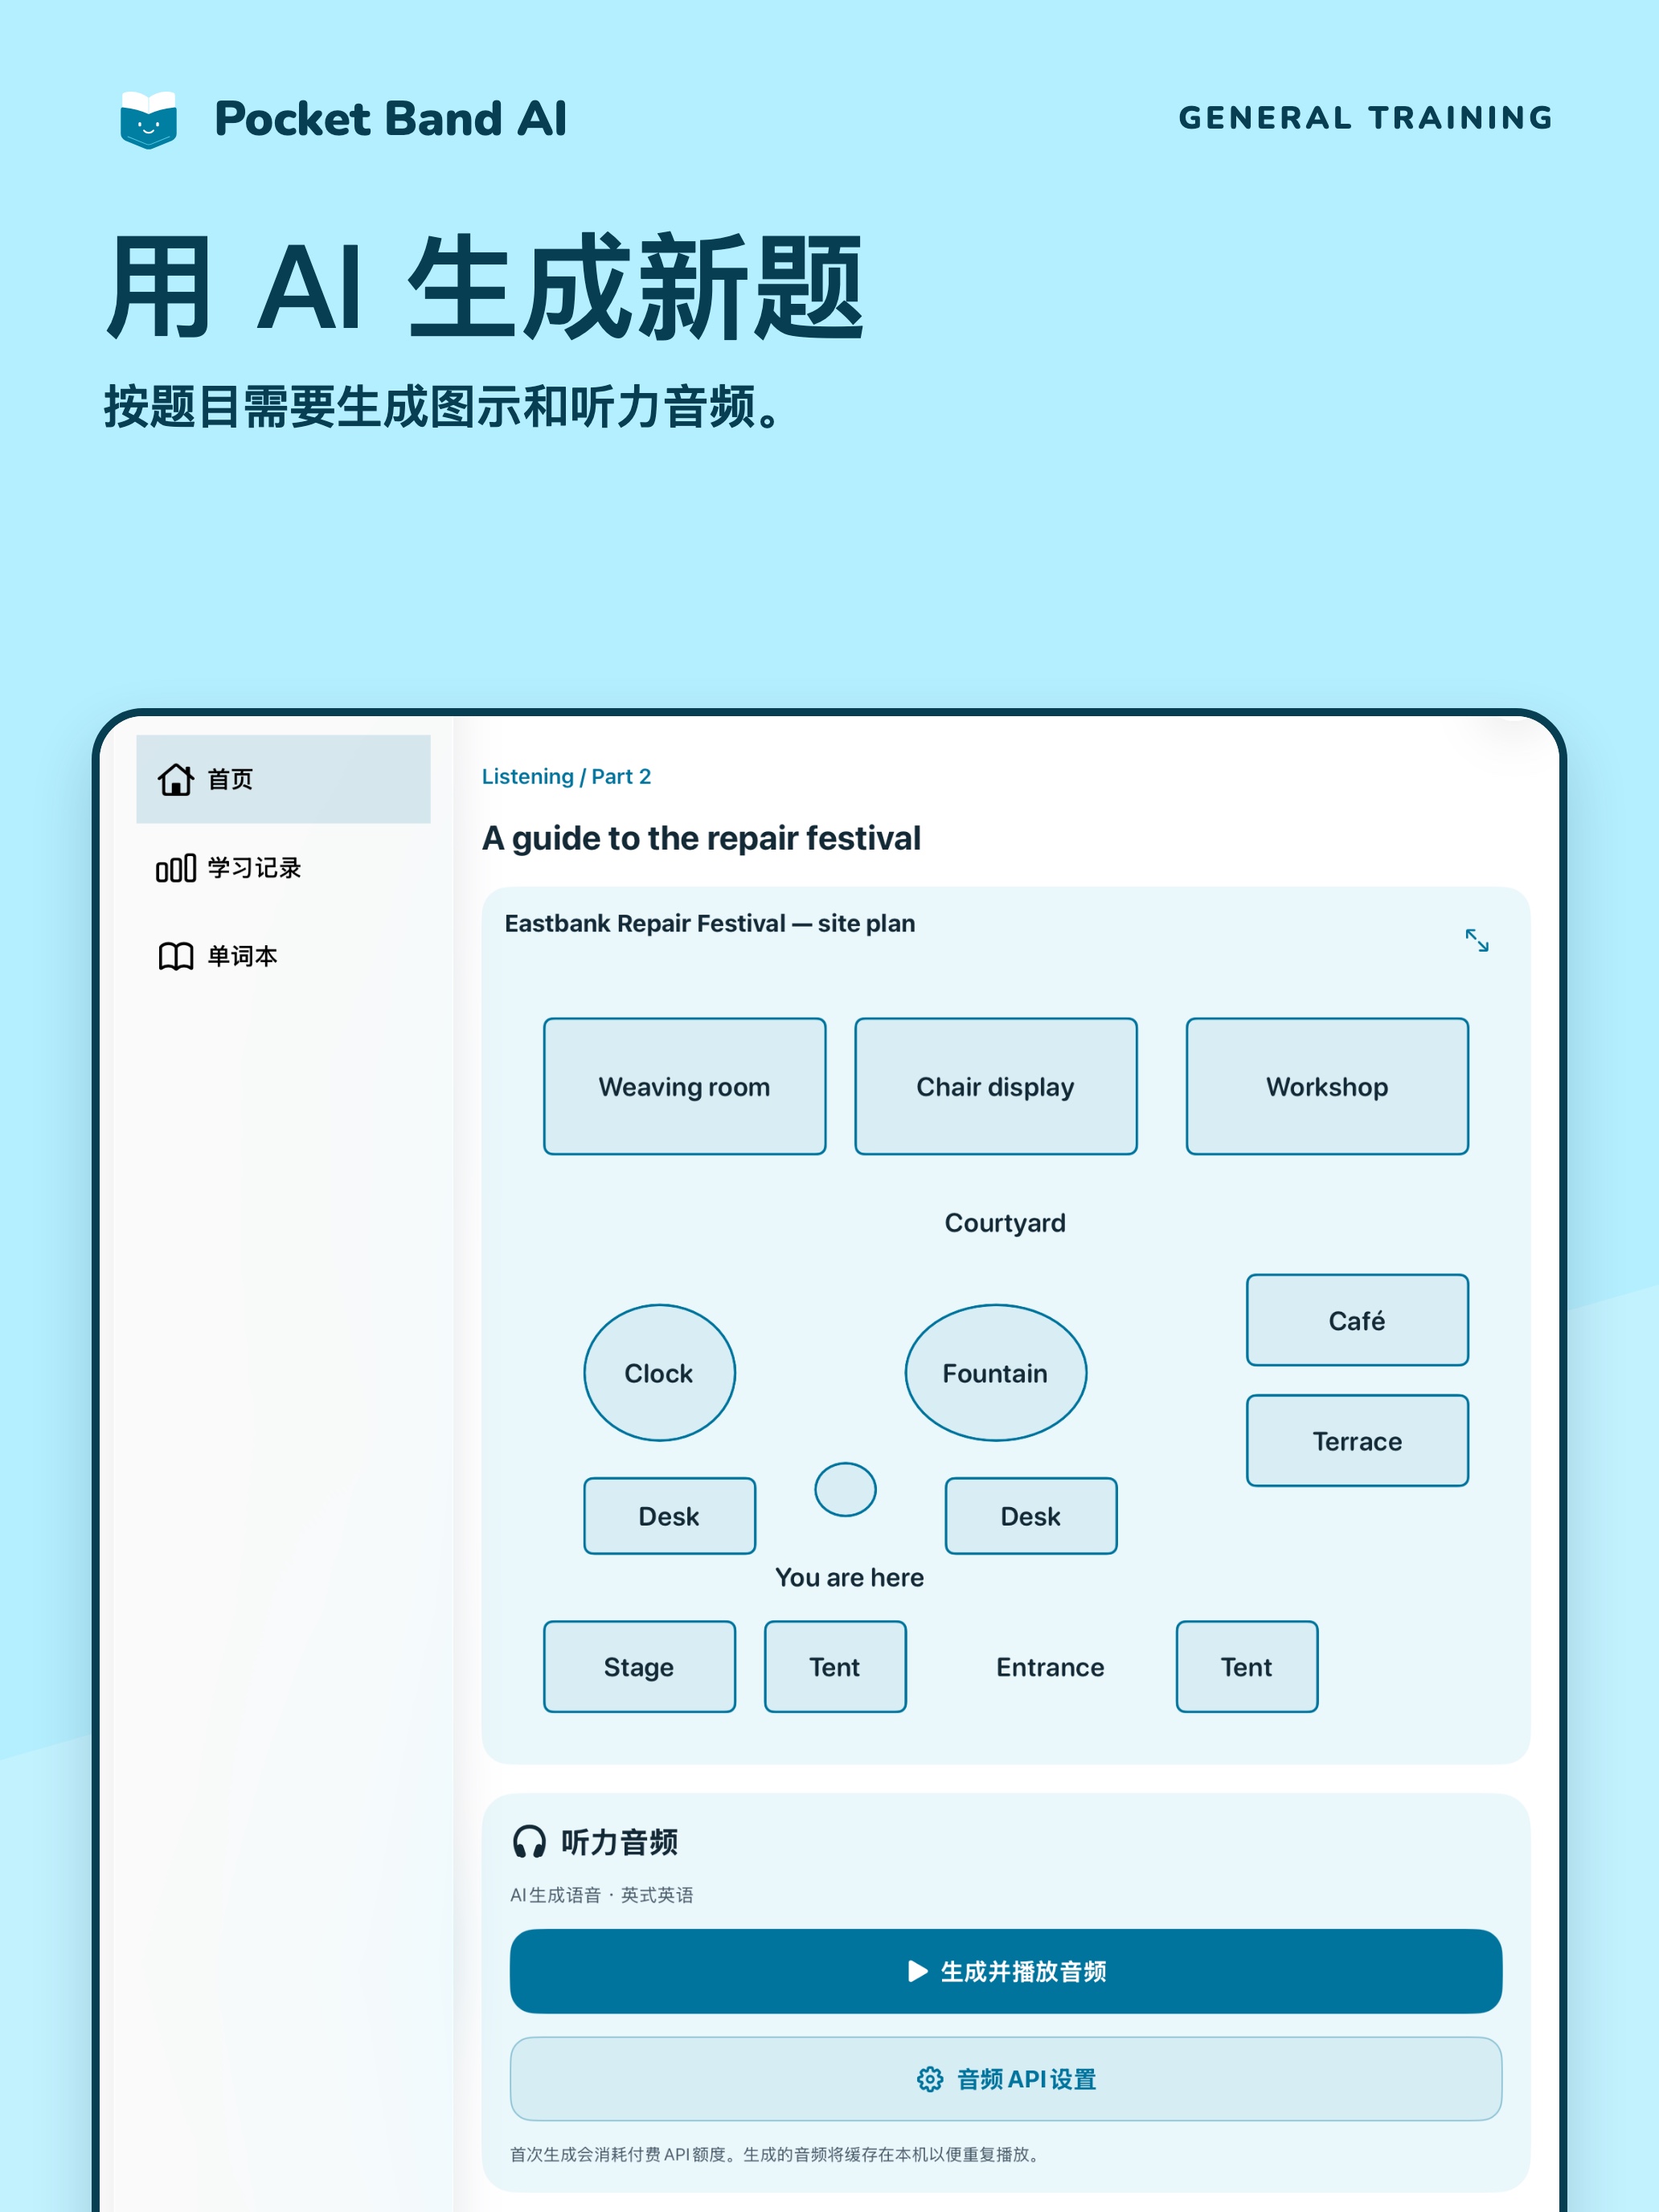 Pocket Band AI
GENERAL TRAINING
用 AI 生成新题
按题目需要生成图示和听力音频。
首页
学习记录
单词本
Listening / Part 2
A guide to the repair festival
Eastbank Repair Festival — site plan
Weaving room
Chair display
Workshop
Courtyard
Café
Clock
Fountain
Terrace
Desk
Desk
You are here
Stage
Tent
Entrance
Tent
听力音频
AI生成语音 · 英式英语
生成并播放音频
音频 API 设置
首次生成会消耗付费 API 额度。生成的音频将缓存在本机以便重复播放。